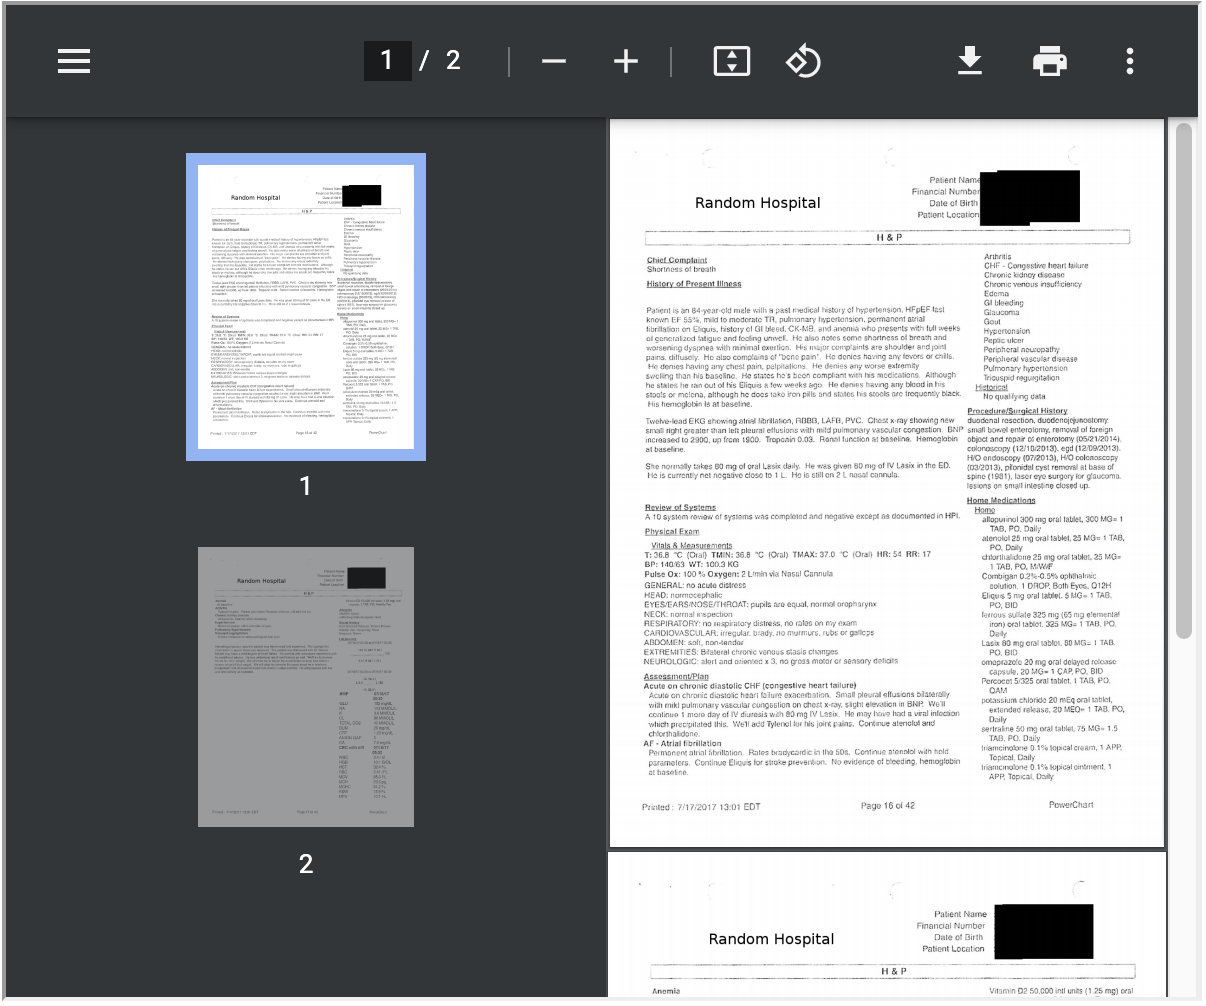 1 / 2
1
2
Random Hospital
Patient Name
Financial Number
Date of Birth
Patient Location
H & P
Chief Complaint
Shortness of breath
History of Present Illness
Patient is an 84-year-old male with a past medical history of hypertension, HFpEF last
known EF 55%, mild to moderate TR, pulmonary hypertension, permanent atrial
fibrillation on Eliquis, history of GI bleed, CK-MB, and anemia who presents with full weeks
of generalized fatigue and feeling unwell. He also notes some shortness of breath and
worsening dyspnea with minimal exertion. His major complaints are shoulder and joint
pains, diffusely. He also complains of "bone pain". He denies having any fevers or chills.
He denies having any chest pain, palpitations. He denies any worse extremity
swelling than his baseline. He states he's been compliant with his medications. Although
he states he ran out of his Eliquis a few weeks ago. He denies having any blood in his
stools or melena, although he does take iron pills and states his stools are frequently black.
His hemoglobin is at baseline.
Twelve-lead EKG showing atrial fibrillation, RBBB, LAFB, PVC. Chest x-ray showing new
small right greater than left pleural effusions with mild pulmonary vascular congestion. BNP
increased to 2900, up from 1900. Tropoain 0.03. Renal function at baseline. Hemoglobin
at baseline.
She normally takes 80 mg of oral Lasix daily. He was given 60 mg of IV Lasix in the ED.
He is currently net negative close to 1 L. He is still on 2 L nasal cannula.
Review of Systems
A 10 system review of systems was completed and negative except as documented in HPI.
Physical Exam
Vitals & Measurements
T: 36.8 °C (Oral) TMIN: 36.8 °C (Oral) TMAX: 37.0 °C (Oral) HR: 54 RR: 17
BP: 140/63 WT: 100.3 KG
Pulse Ox: 100 % Oxygen: 2 L/min via Nasal Cannula
GENERAL: no acute distress
HEAD: normocephalic
EYES/EARS/NOSE/THROAT: pupils are equal, normal oropharynx
NECK: normal inspection
RESPIRATORY: no respiratory distress, no rales on my exam
CARDIOVASCULAR: irregular, brady, no murmurs, rubs or gallops
ABDOMEN: soft, non-tender
EXTREMITIES: Bilateral chronic venous stasis changes
NEUROLOGIC: alert and oriented x 3, no gross motor or sensory deficits
Assessment/Plan
Acute on chronic diastolic CHF (congestive heart failure)
Acute on chronic diastolic heart failure exacerbation. Small pleural effusions bilaterally
with mild pulmonary vascular congestion on chest x-ray, slight elevation in BNP. We'll
continue 1 more day of IV diuresis with 80 mg IV Lasix. He may have had a viral infection
which precipitated this. We'll add Tylenol for his joint pains. Continue atenolol and
chlorthalidone.
AF - Atrial fibrillation
Permanent atrial fibrillation. Rates bradycardic in the 50s. Continue atenolol with hold
parameters. Continue Eliquis for stroke prevention. No evidence of bleeding, hemoglobin
at baseline.
Arthritis
CHF - Congestive heart failure
Chronic kidney disease
Chronic venous insufficiency
Edema
GI bleeding
Glaucoma
Gout
Hypertension
Peptic ulcer
Peripheral neuropathy
Peripheral vascular disease
Pulmonary hypertension
Tricuspid regurgitation
Historical
No qualifying data
Procedure/Surgical History
duodenal resection, duodenojejunostomy,
small bowel enterotomy, removal of foreign
object and repair of enterotomy (05/21/2014),
colonoscopy (12/10/2013), egd (12/09/2013),
H/O endoscopy (07/2013), H/O colonoscopy
(03/2013), pilonidal cyst removal at base of
spine (1981), laser eye surgery for glaucoma,
lesions on small intestine closed up.
Home Medications
Home
allopurinol 300 mg oral tablet, 300 MG= 1
TAB, PO, Daily
atenolol 25 mg oral tablet, 25 MG= 1 TAB,
PO, Daily
chlorthalidone 25 mg oral tablet, 25 MG=
1 TAB, PO, M/W/F
Combigan 0.2%-0.5% ophthalmic
solution, 1 DROP, Both Eyes, Q12H
Eliquis 5 mg oral tablet, 5 MG= 1 TAB,
PO, BID
ferrous sulfate 325 mg (65 mg elemental
iron) oral tablet, 325 MG= 1 TAB, PO,
Daily
Lasix 80 mg oral tablet, 80 MG= 1 TAB,
PO, BID
omeprazole 20 mg oral delayed release
capsule, 20 MG= 1 CAP, PO, BID
Percocet 5/325 oral tablet, 1 TAB, PO,
QAM
potassium chloride 20 mEq oral tablet,
extended release, 20 MEQ= 1 TAB, PO,
Daily
sertraline 50 mg oral tablet, 75 MG= 1.5
TAB, PO, Daily
triamcinolone 0.1% topical cream, 1 APP,
Topical, Daily
triamcinolone 0.1% topical ointment, 1
APP, Topical, Daily
Printed: 7/17/2017 13:01 EDT
Page 16 of 42
PowerChart
Random Hospital
Patient Name
Financial Number
Date of Birth
Patient Location
H & P
Anemia
Vitamin D2 50,000 intl units (1.25 mg) oral